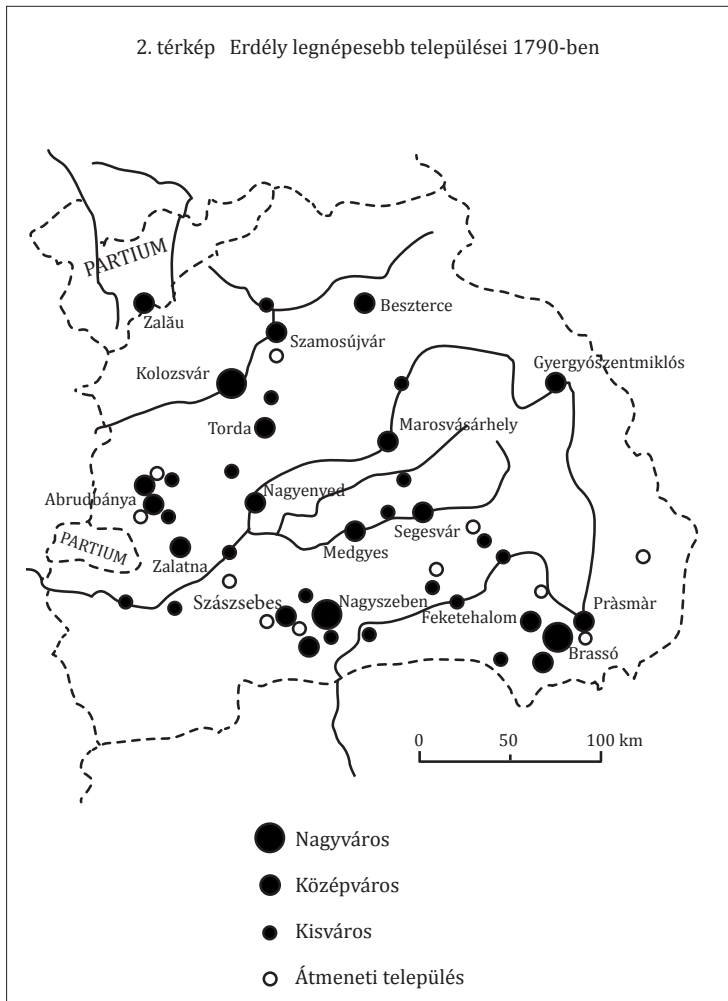 2. térkép Erdély legnépesebb települései 1790-ben
PARTIUM
Zalău
Beszterce
Szamosújvár
Kolozsvár
Gyergyószentmiklós
Torda
Marosvásárhely
Abrudbánya
Nagyenyed
Segesvár
PARTIUM
Zalatna
Medgyes
Szászsebes
Nagyszeben
Feketehalom
Pràsmàr
Brassó
0 50 100 km
Nagyváros
Középváros
Kisváros
Átmeneti település